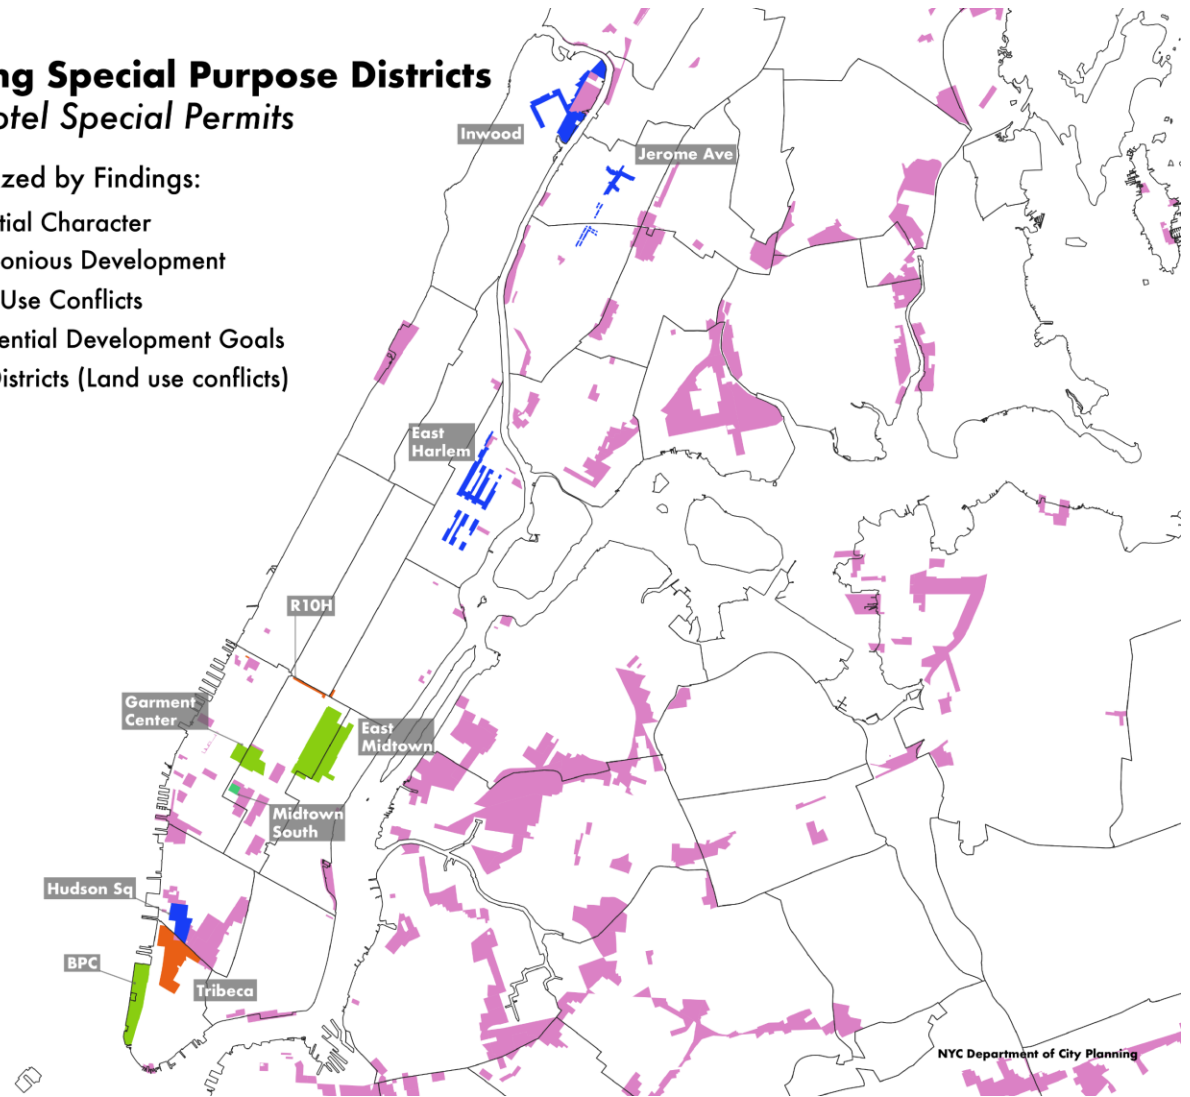 ng Special Purpose Districts
otel Special Permits
zed by Findings:
tial Character
onious Development
Use Conflicts
ential Development Goals
Districts (Land use conflicts)
Inwood
Jerome Ave
East
Harlem
R10H
Garment
Center
East
Midtown
Midtown
South
Hudson Sq
BPC
Tribeca
NYC Department of City Planning